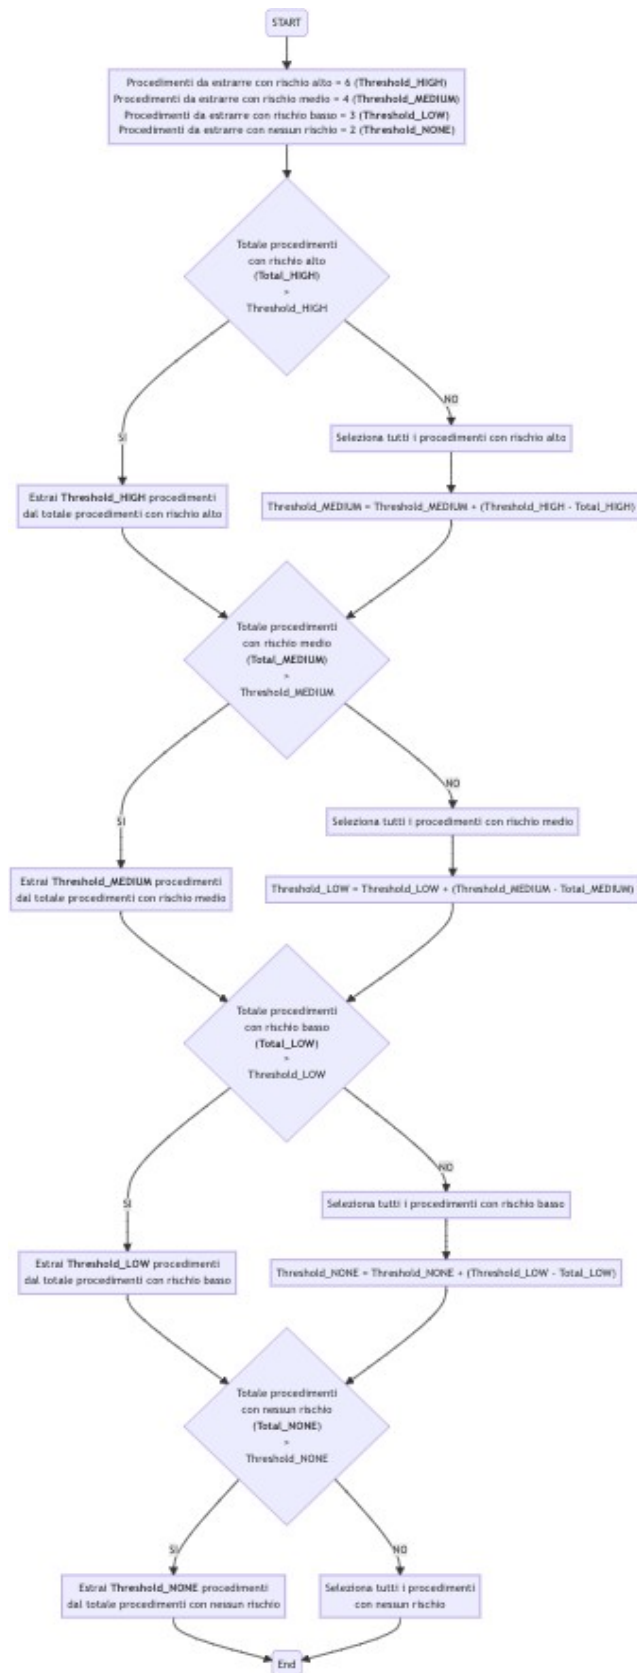 START
Procedimenti da estrarre con rischio alto = 6 (Threshold_HIGH)
Procedimenti da estrarre con rischio medio = 4 (Threshold_MEDIUM)
Procedimenti da estrarre con rischio basso = 3 (Threshold_LOW)
Procedimenti da estrarre con nessun rischio = 2 (Threshold_NONE)
Totale procedimenti
con rischio alto
(Total_HIGH)
>
Threshold_HIGH
SI
NO
Seleziona tutti i procedimenti con rischio alto
Estrai Threshold_HIGH procedimenti
dal totale procedimenti con rischio alto
Threshold_MEDIUM = Threshold_MEDIUM + (Threshold_HIGH - Total_HIGH)
Totale procedimenti
con rischio medio
(Total_MEDIUM)
>
Threshold_MEDIUM
SI
NO
Seleziona tutti i procedimenti con rischio medio
Estrai Threshold_MEDIUM procedimenti
dal totale procedimenti con rischio medio
Threshold_LOW = Threshold_LOW + (Threshold_MEDIUM - Total_MEDIUM)
Totale procedimenti
con rischio basso
(Total_LOW)
>
Threshold_LOW
SI
NO
Seleziona tutti i procedimenti con rischio basso
Estrai Threshold_LOW procedimenti
dal totale procedimenti con rischio basso
Threshold_NONE = Threshold_NONE + (Threshold_LOW - Total_LOW)
Totale procedimenti
con nessun rischio
(Total_NONE)
>
Threshold_NONE
SI
NO
Estrai Threshold_NONE procedimenti
dal totale procedimenti con nessun rischio
Seleziona tutti i procedimenti
con nessun rischio
End